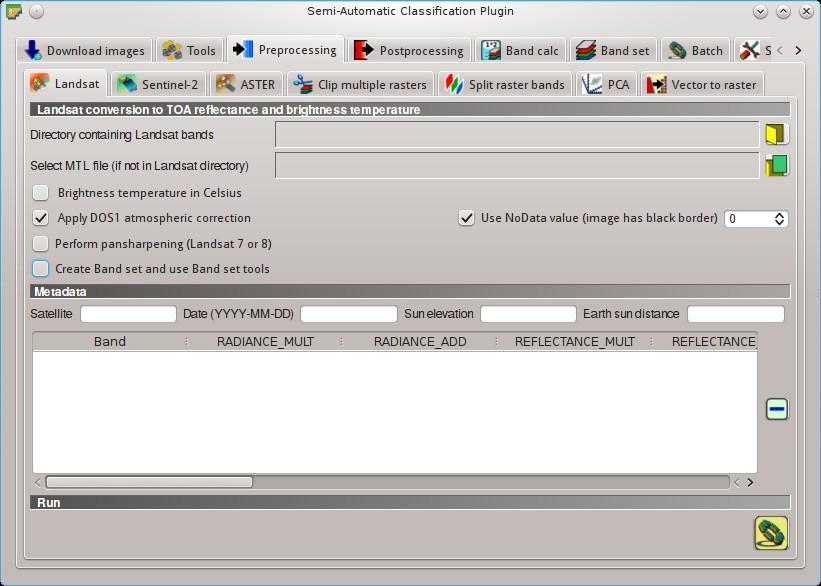 Semi-Automatic Classification Plugin
Download images Tools Preprocessing Postprocessing Band calc Band set Batch S
Landsat Sentinel-2 ASTER Clip multiple rasters Split raster bands PCA Vector to raster
Landsat conversion to TOA reflectance and brightness temperature
Directory containing Landsat bands
Select MTL file (if not in Landsat directory)
Brightness temperature in Celsius
Apply DOS1 atmospheric correction Use NoData value (image has black border) 0
Perform pansharpening (Landsat 7 or 8)
Create Band set and use Band set tools
Metadata
Satellite Date (YYYY-MM-DD) Sun elevation Earth sun distance
Band RADIANCE_MULT RADIANCE_ADD REFLECTANCE_MULT REFLECTANCE_
Run